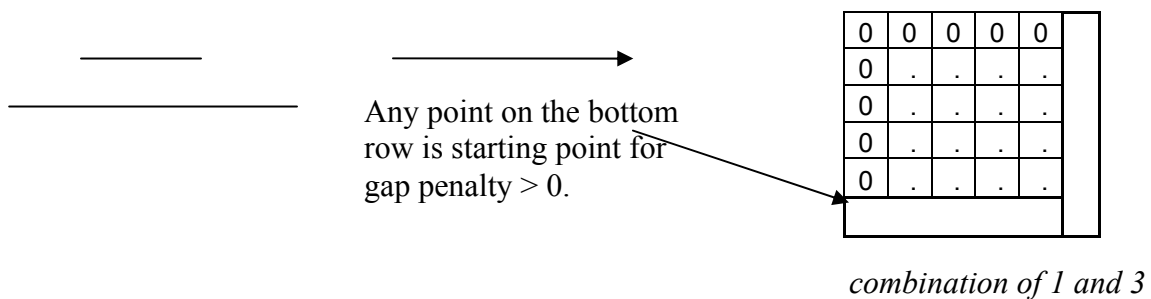 0 0 0 0 0
0 . . . .
0 . . . .
0 . . . .
0 . . . .
Any point on the bottom
row is starting point for
gap penalty > 0.
combination of 1 and 3